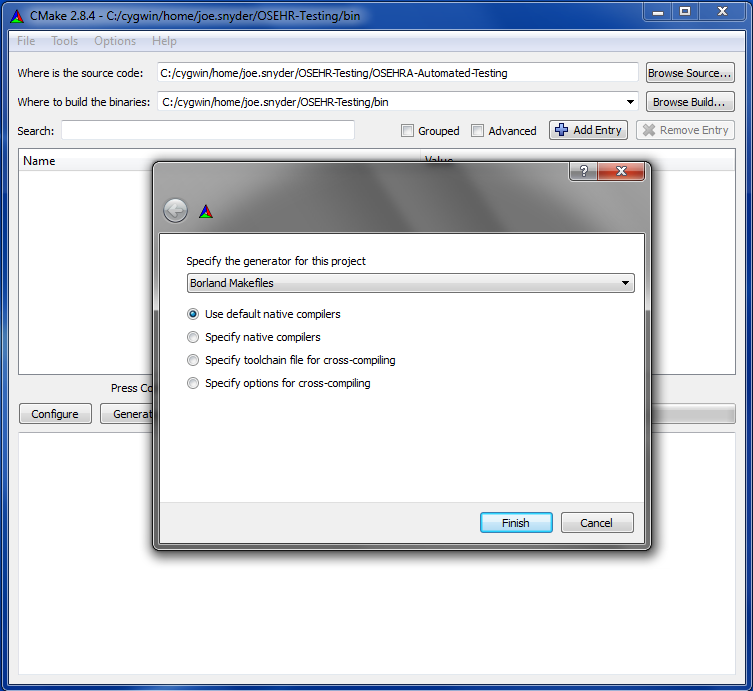 CMake 2.8.4 - C:/cygwin/home/joe.snyder/OSEHR-Testing/bin
File Tools Options Help
Where is the source code: C:/cygwin/home/joe.snyder/OSEHR-Testing/OSEHRA-Automated-Testing Browse Source...
Where to build the binaries: C:/cygwin/home/joe.snyder/OSEHR-Testing/bin Browse Build...
Search: Grouped Advanced Add Entry Remove Entry
Name Value
?
Specify the generator for this project
Borland Makefiles
Use default native compilers
Specify native compilers
Specify toolchain file for cross-compiling
Specify options for cross-compiling
Press
Configure
Finish Cancel